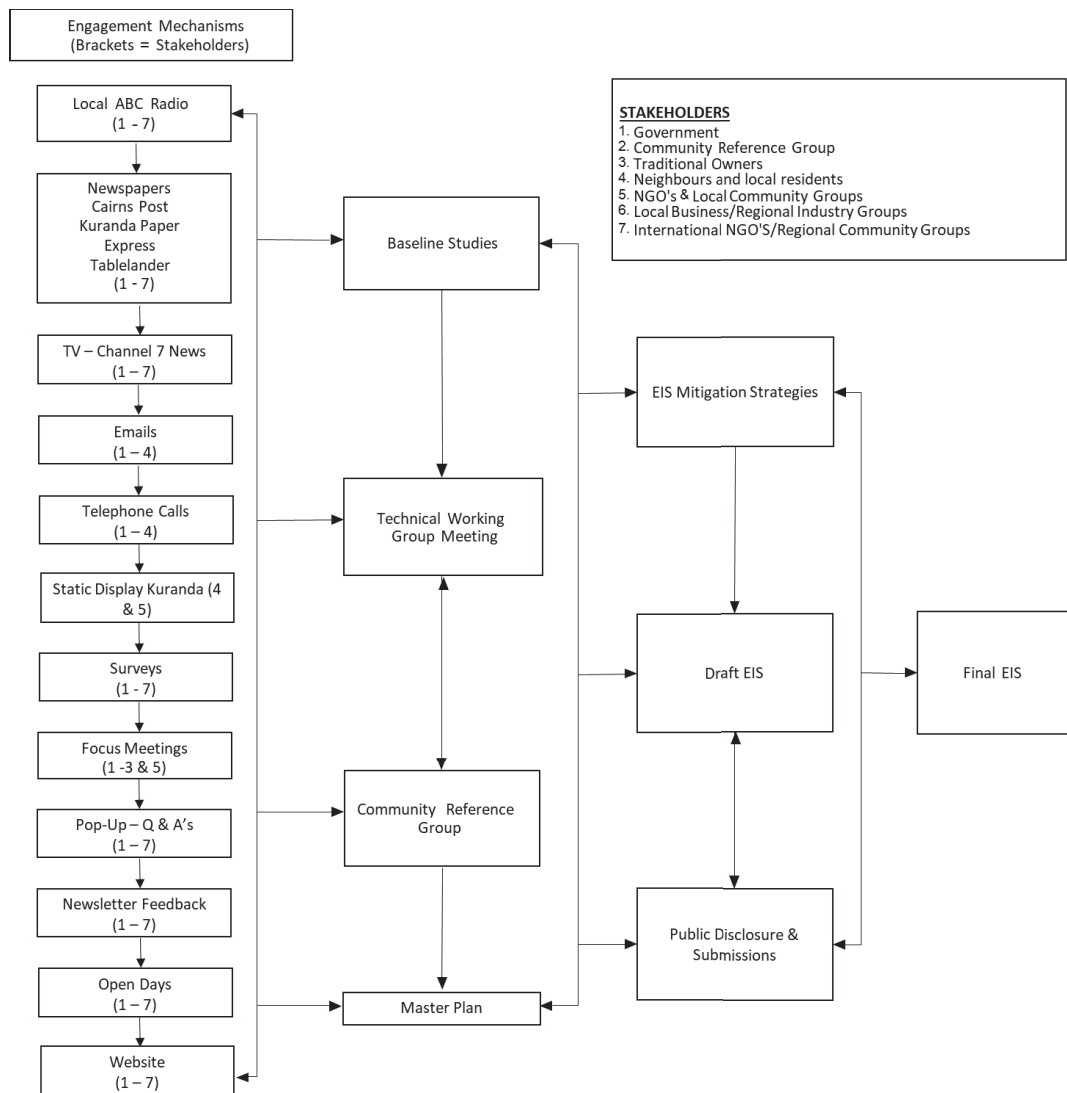 Engagement Mechanisms
(Brackets = Stakeholders)
Local ABC Radio
(1 - 7)
Newspapers
Cairns Post
Kuranda Paper
Express
Tablelander
(1 - 7)
TV – Channel 7 News
(1 – 7)
Emails
(1 – 4)
Telephone Calls
(1 – 4)
Static Display Kuranda (4
& 5)
Surveys
(1 - 7)
Focus Meetings
(1 -3 & 5)
Pop-Up – Q & A’s
(1 – 7)
Newsletter Feedback
(1 – 7)
Open Days
(1 – 7)
Website
(1 – 7)
Baseline Studies
Technical Working
Group Meeting
Community Reference
Group
Master Plan
STAKEHOLDERS
1. Government
2. Community Reference Group
3. Traditional Owners
4. Neighbours and local residents
5. NGO's & Local Community Groups
6. Local Business/Regional Industry Groups
7. International NGO'S/Regional Community Groups
EIS Mitigation Strategies
Draft EIS
Public Disclosure &
Submissions
Final EIS